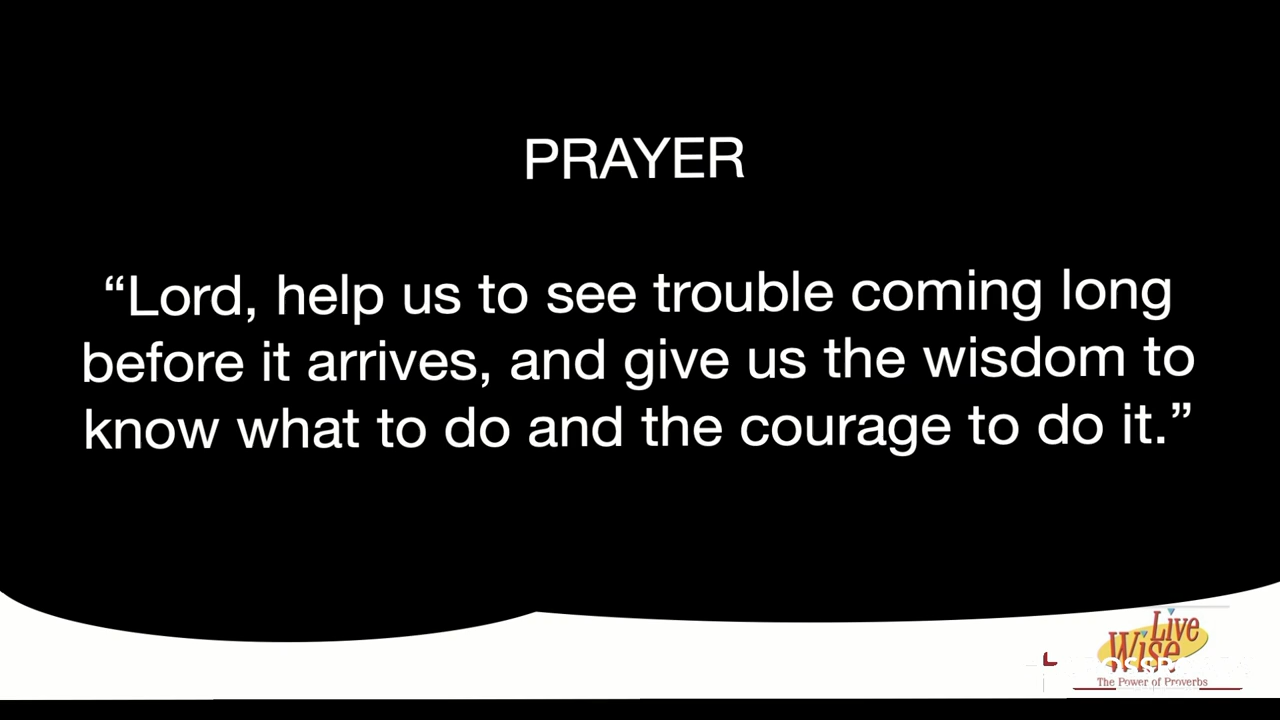 PRAYER
“Lord, help us to see trouble coming long
before it arrives, and give us the wisdom to
know what to do and the courage to do it.”
Live
Wise
The Power of Proverbs